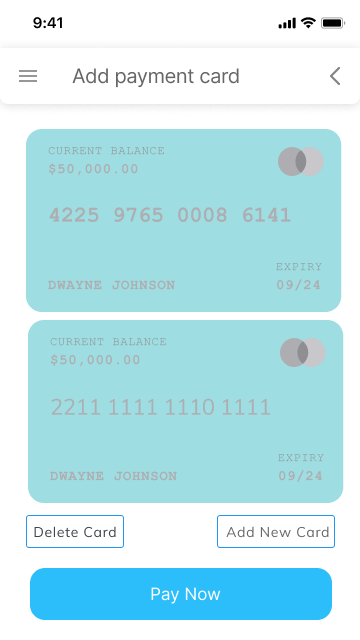 9:41
Add payment card
CURRENT BALANCE
$50,000.00
4225 9765 0008 6141
EXPIRY
DWAYNE JOHNSON 09/24
CURRENT BALANCE
$50,000.00
2211 1111 1110 1111
EXPIRY
DWAYNE JOHNSON 09/24
Delete Card Add New Card
Pay Now